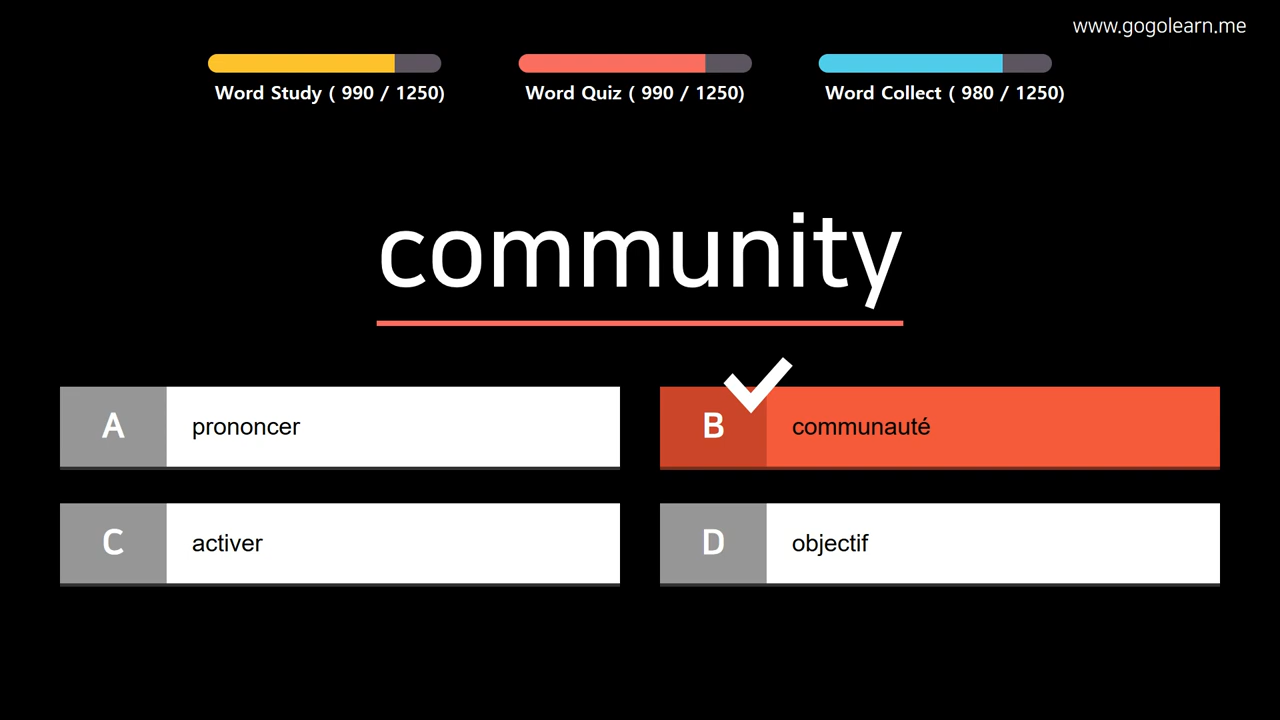 www.gogolearn.me
Word Study ( 990 / 1250)
Word Quiz ( 990 / 1250)
Word Collect ( 980 / 1250)
community
A prononcer
B communauté
C activer
D objectif